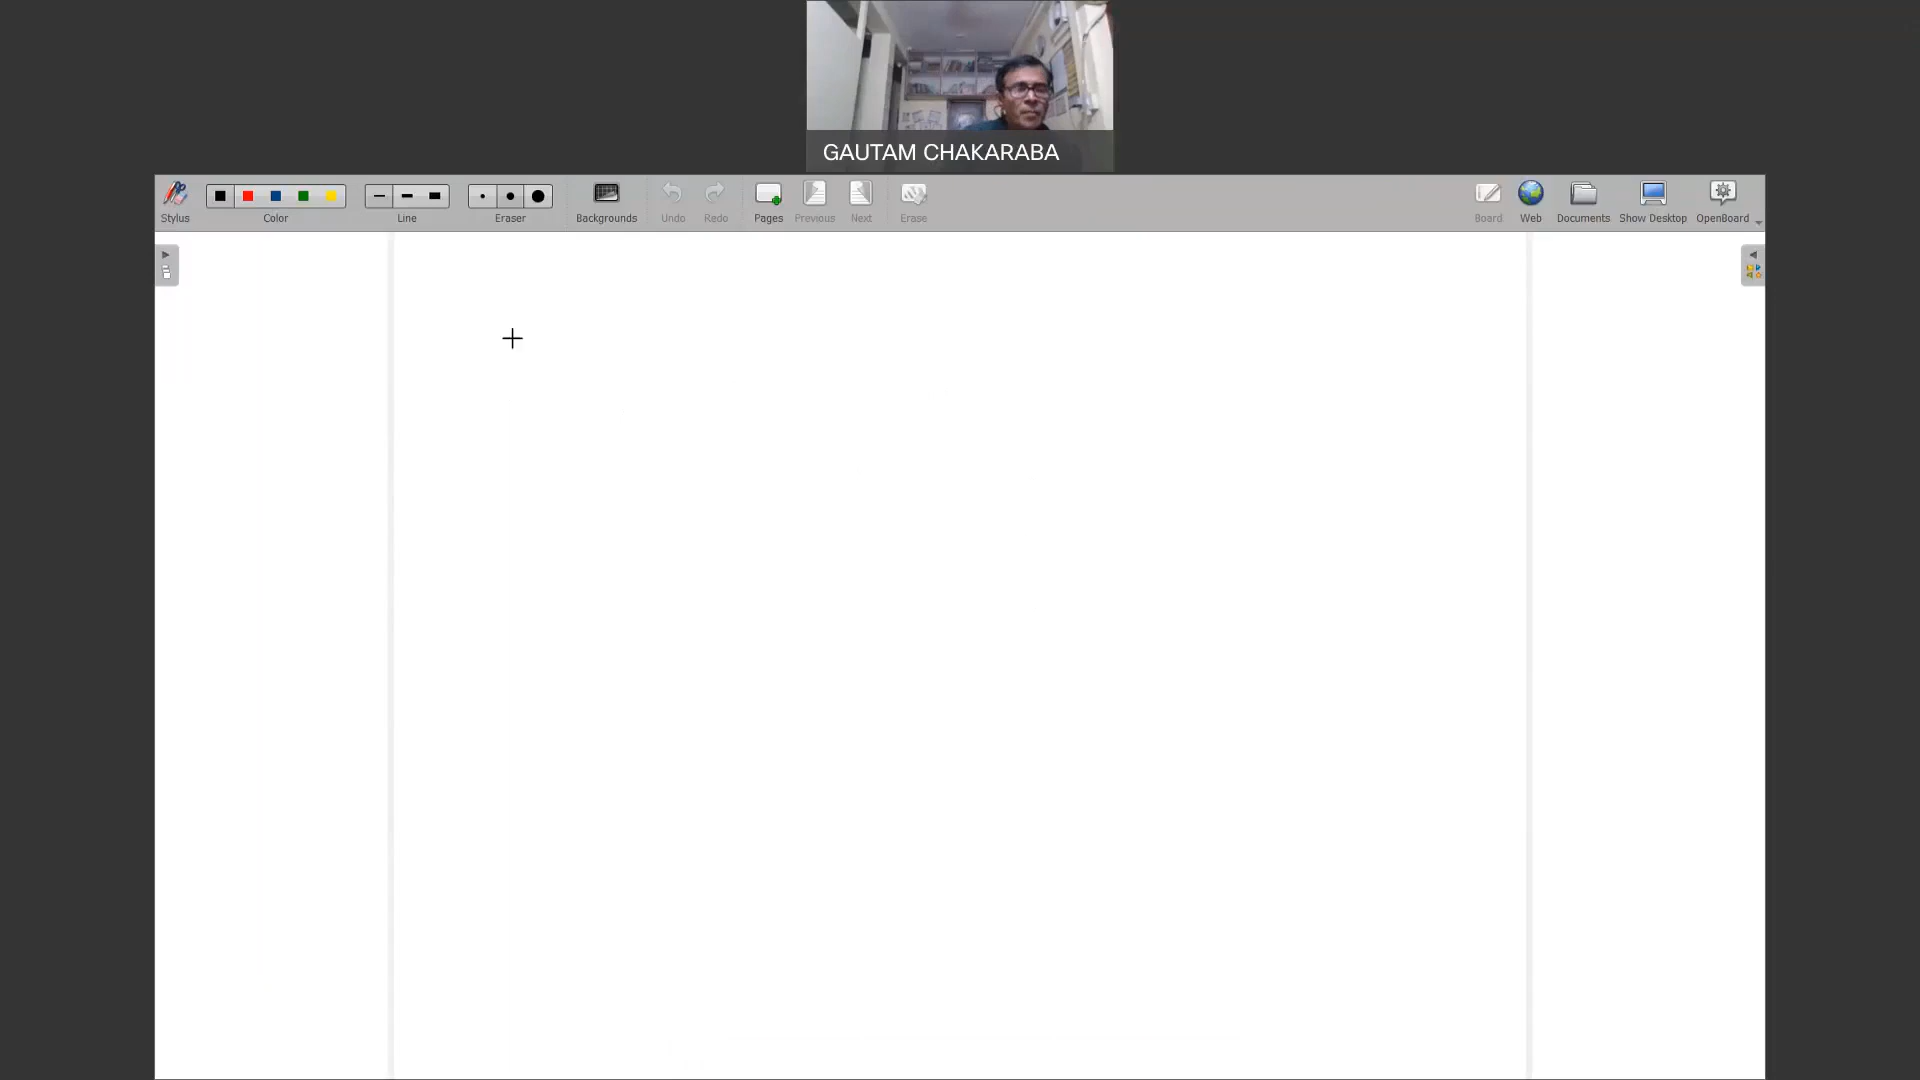 GAUTAM CHAKARABA
Stylus Color Line Eraser Backgrounds Undo Redo Pages Previous Next Erase Board Web Documents Show Desktop OpenBoard